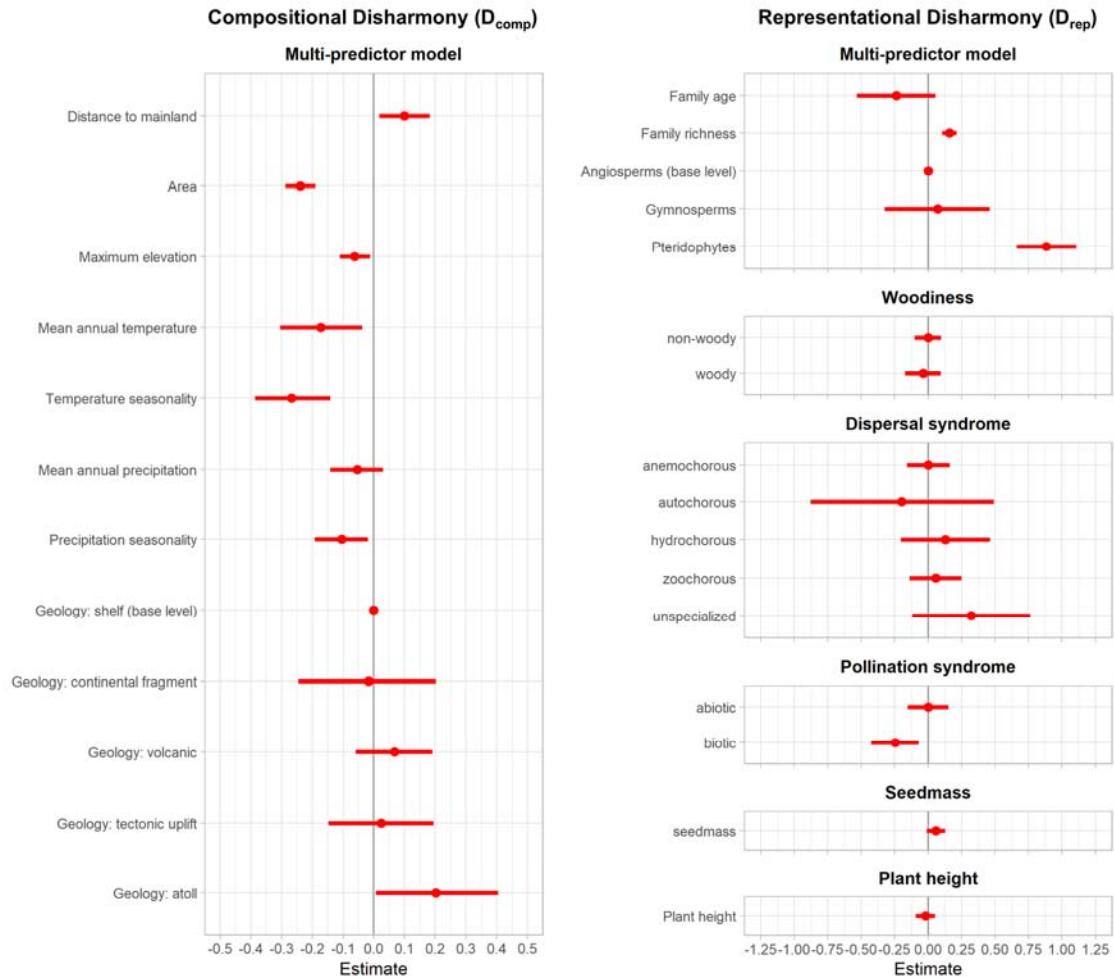 Compositional Disharmony (Dcomp)
Multi-predictor model
Distance to mainland
Area
Maximum elevation
Mean annual temperature
Temperature seasonality
Mean annual precipitation
Precipitation seasonality
Geology: shelf (base level)
Geology: continental fragment
Geology: volcanic
Geology: tectonic uplift
Geology: atoll
-0.5 -0.4 -0.3 -0.2 -0.1 0.0 0.1 0.2 0.3 0.4 0.5
Estimate
Representational Disharmony (Drep)
Multi-predictor model
Family age
Family richness
Angiosperms (base level)
Gymnosperms
Pteridophytes
Woodiness
non-woody
woody
Dispersal syndrome
anemochorous
autochorous
hydrochorous
zoochorous
unspecialized
Pollination syndrome
abiotic
biotic
Seedmass
seedmass
Plant height
Plant height
-1.25 -1.00 -0.75 -0.50 -0.25 0.00 0.25 0.50 0.75 1.00 1.25
Estimate